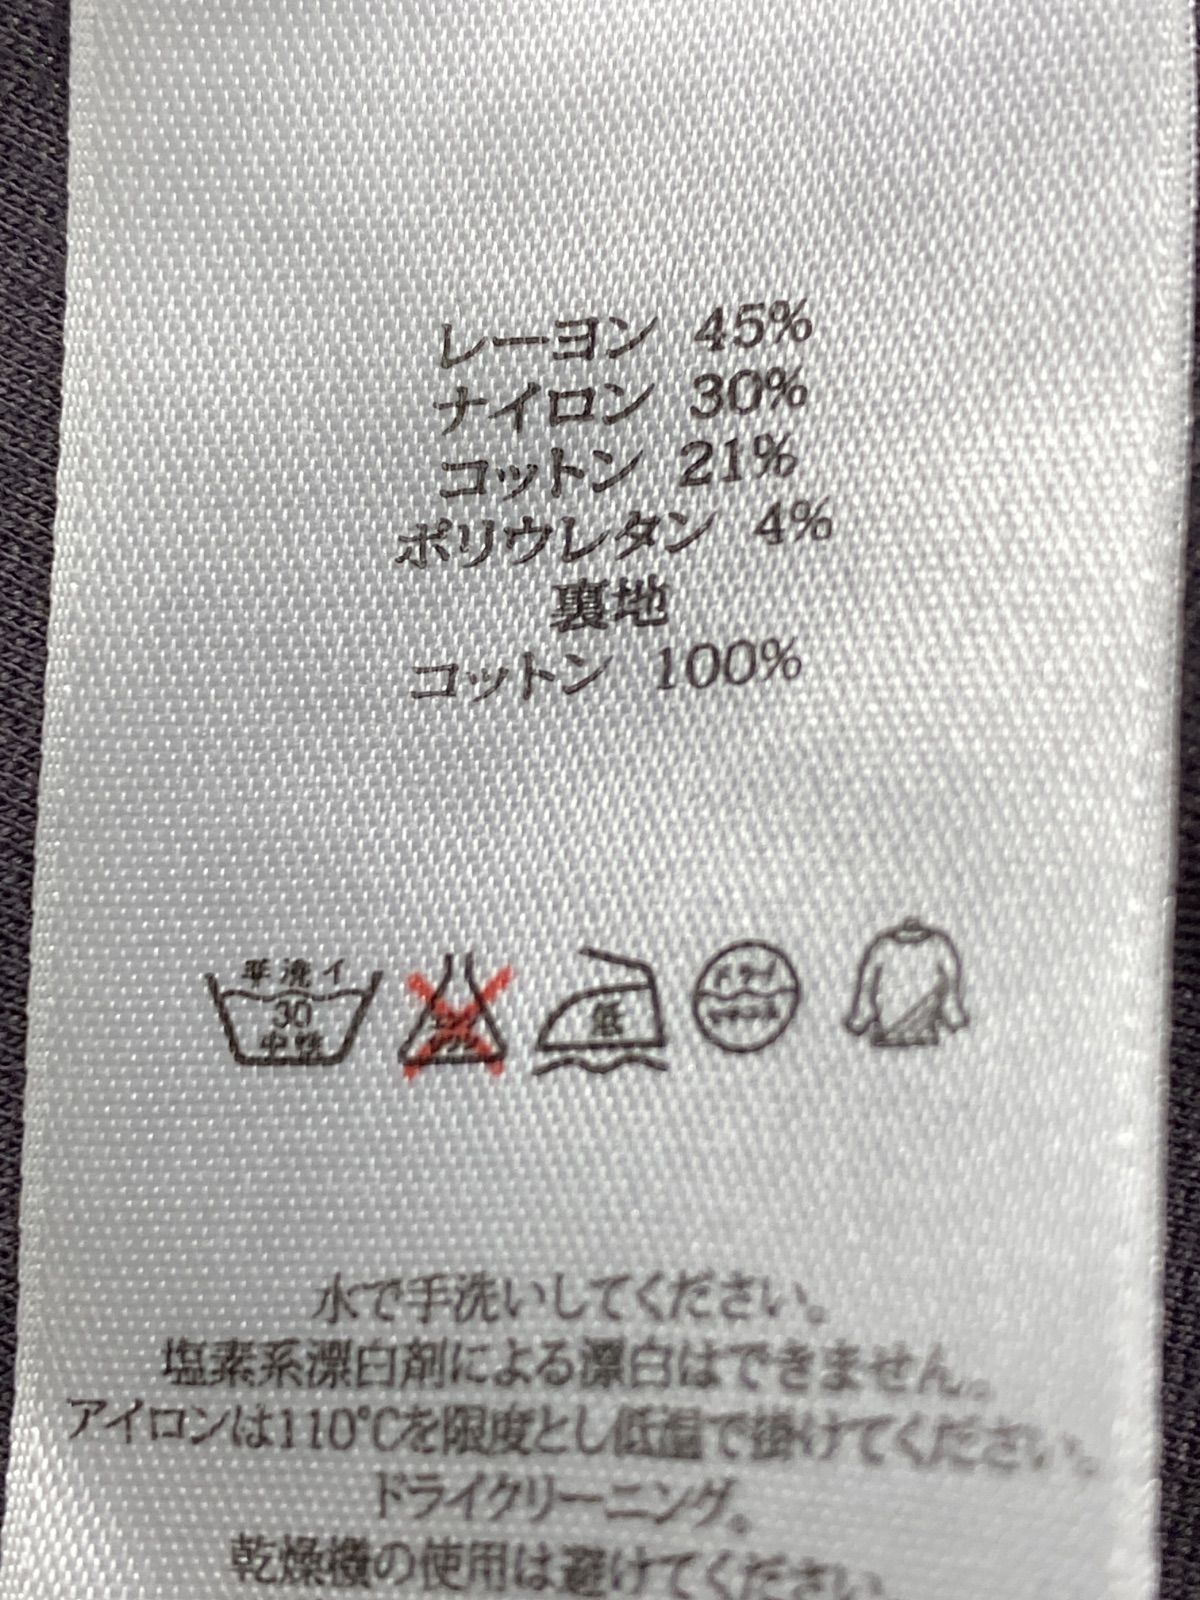 レーヨン 45%
ナイロン 30%
コットン 21%
ポリウレタン 4%
裏地
コットン 100%
手洗イ
30
中性
低
ドライ
水で手洗いしてください。
塩素系漂白剤による漂白はできません。
アイロンは110℃を限度とし低温で掛けてください。
ドライクリーニング。
乾燥機の使用は避けてください